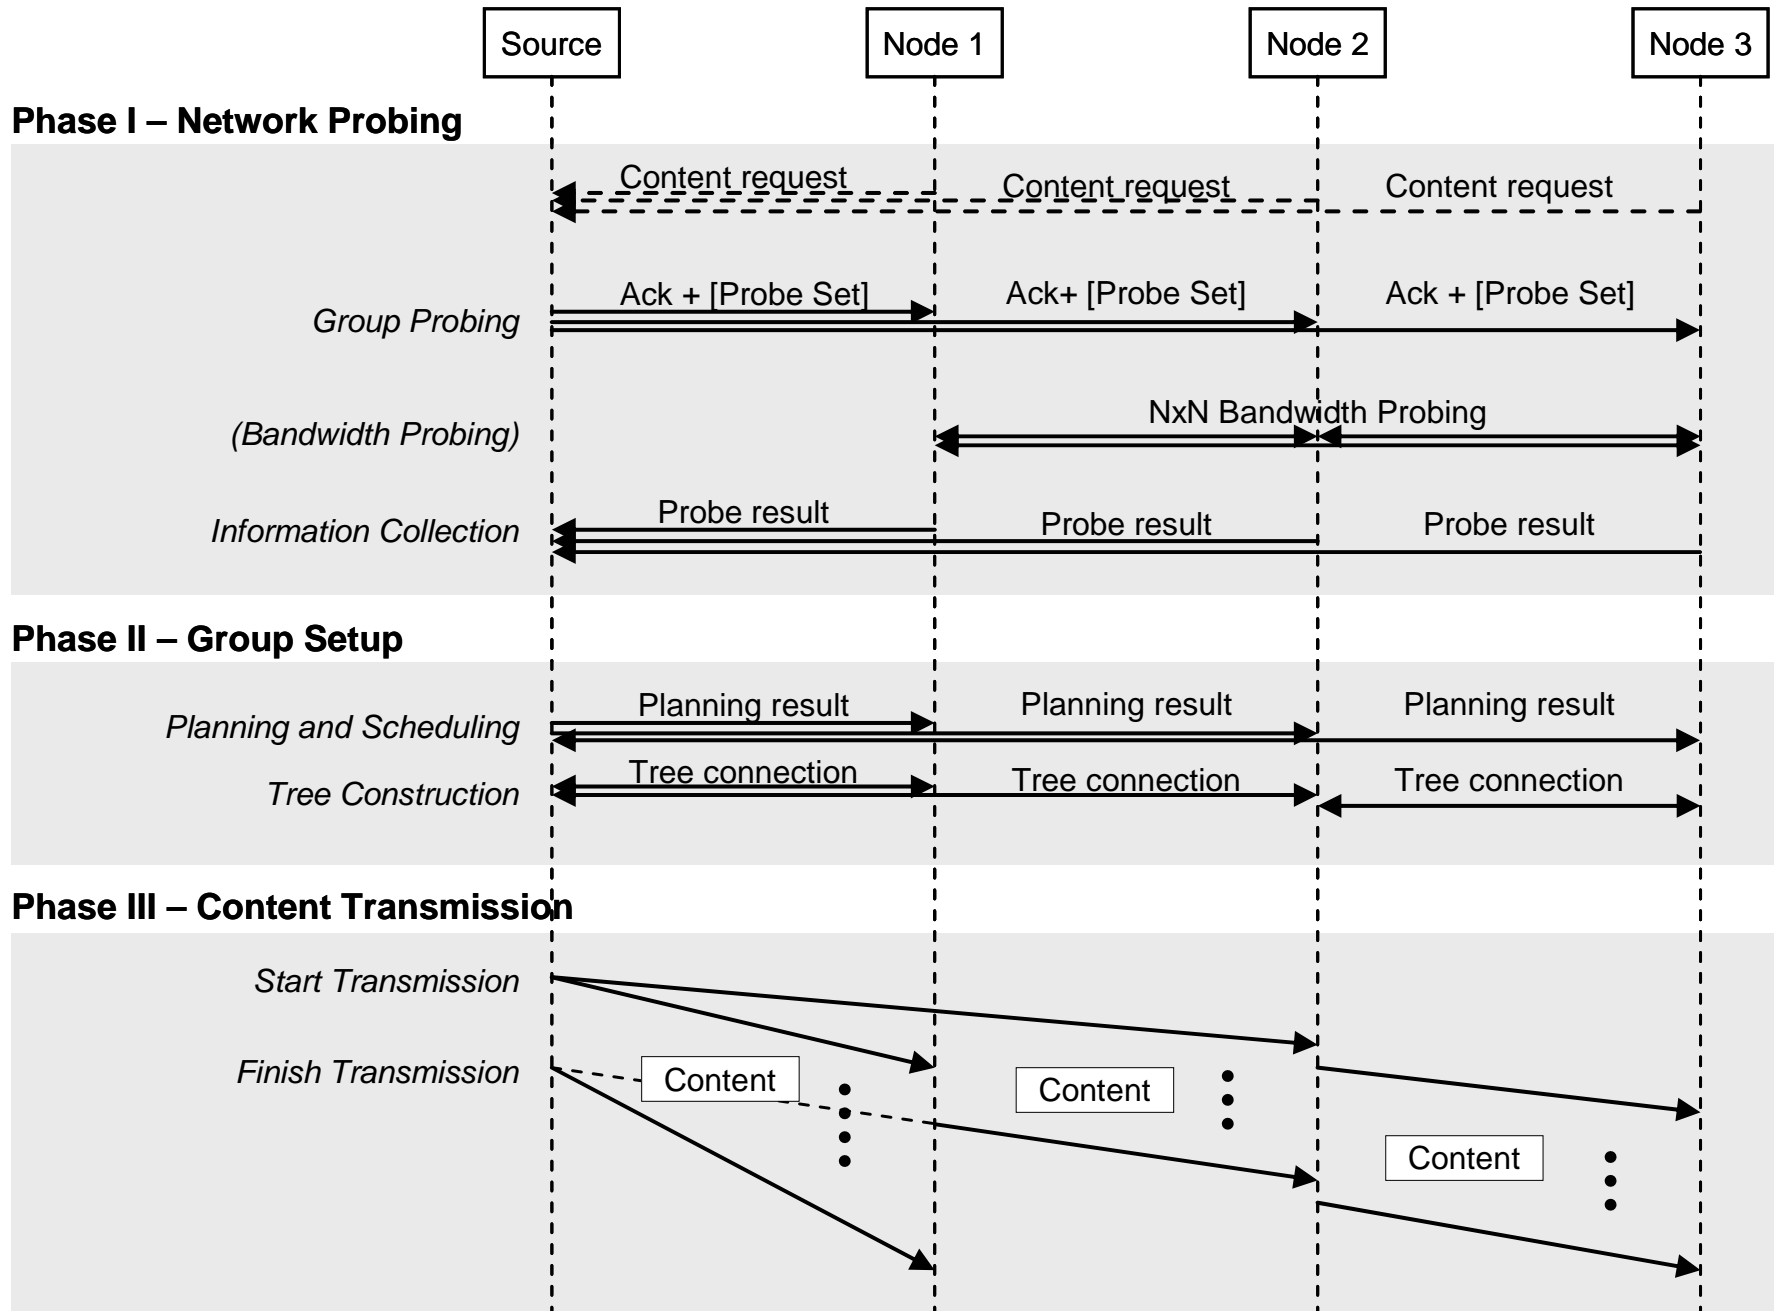 Source
Node 1
Node 2
Node 3
Phase I – Network Probing
Content request
Content request
Content request
Group Probing
Ack + [Probe Set]
Ack+ [Probe Set]
Ack + [Probe Set]
(Bandwidth Probing)
NxN Bandwidth Probing
Information Collection
Probe result
Probe result
Probe result
Phase II – Group Setup
Planning and Scheduling
Planning result
Planning result
Planning result
Tree Construction
Tree connection
Tree connection
Tree connection
Phase III – Content Transmission
Start Transmission
Finish Transmission
Content
Content
Content